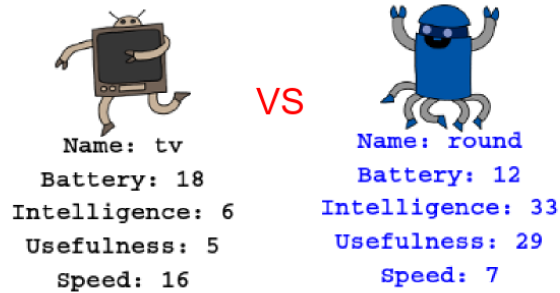 VS
Name: tv
Battery: 18
Intelligence: 6
Usefulness: 5
Speed: 16
Name: round
Battery: 12
Intelligence: 33
Usefulness: 29
Speed: 7